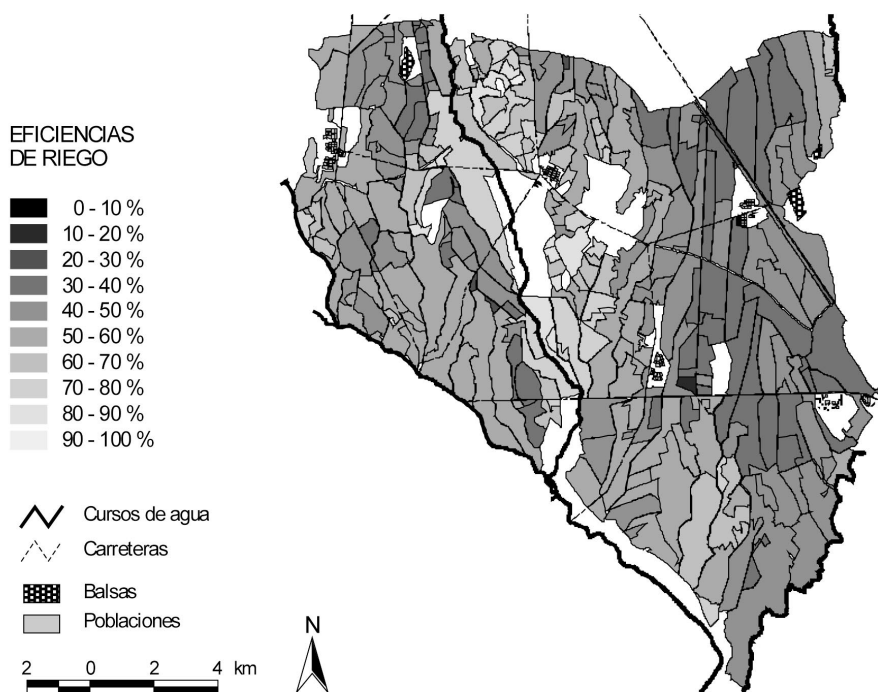 EFICIENCIAS
DE RIEGO
0 - 10 %
10 - 20 %
20 - 30 %
30 - 40 %
40 - 50 %
50 - 60 %
60 - 70 %
70 - 80 %
80 - 90 %
90 - 100 %
Cursos de agua
Carreteras
Balsas
Poblaciones
2 0 2 4 km
N